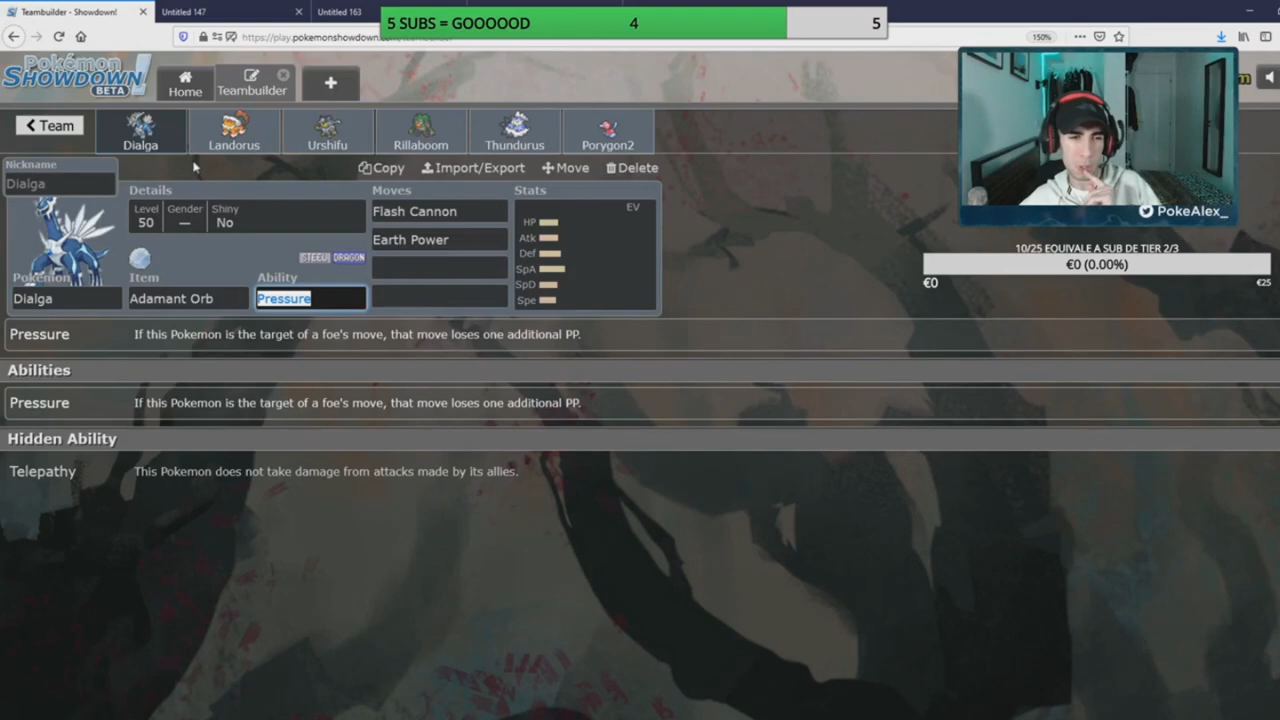 Teambuilder - Showdown!
Untitled 147
Untitled 163
5 SUBS = GOOOOOD 4 5
https://play.pokemonshowdown.com
150%
Pokémon
SHOWDOWN!
BETA
Home
Teambuilder
Team
Dialga
Landorus
Urshifu
Rillaboom
Thundurus
Porygon2
Nickname
Dialga
Copy
Import/Export
Move
Delete
Details
Moves
Stats
Level
Gender
Shiny
50
—
No
Flash Cannon
Earth Power
EV
HP
Atk
Def
SpA
SpD
Spe
STEEL DRAGON
Pokémon
Item
Ability
Dialga
Adamant Orb
Pressure
PokeAlex_
10/25 EQUIVALE A SUB DE TIER 2/3
€0 (0.00%)
€0
€25
Pressure If this Pokemon is the target of a foe's move, that move loses one additional PP.
Abilities
Pressure If this Pokemon is the target of a foe's move, that move loses one additional PP.
Hidden Ability
Telepathy This Pokemon does not take damage from attacks made by its allies.